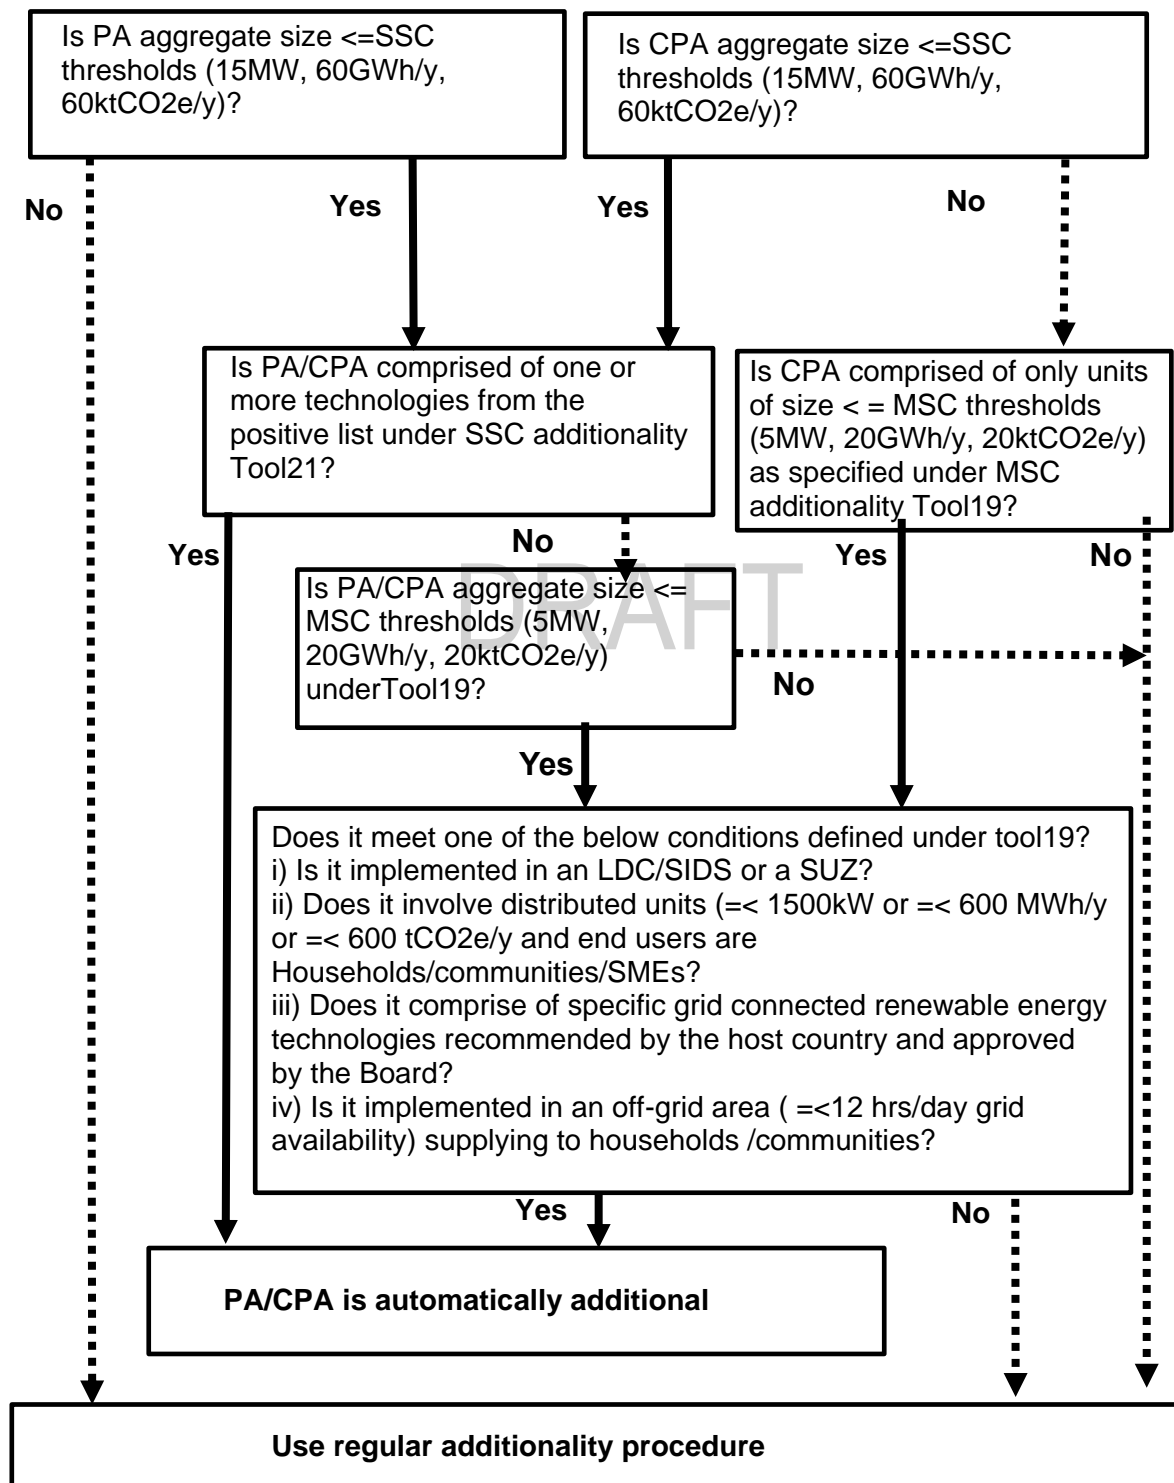 Is PA aggregate size <=SSC
thresholds (15MW, 60GWh/y,
60ktCO2e/y)?
Is CPA aggregate size <=SSC
thresholds (15MW, 60GWh/y,
60ktCO2e/y)?
No
Yes
Yes
No
Is PA/CPA comprised of one or
more technologies from the
positive list under SSC additionality
Tool21?
Is CPA comprised of only units
of size < = MSC thresholds
(5MW, 20GWh/y, 20ktCO2e/y)
as specified under MSC
additionality Tool19?
Yes
No
Yes
No
DRAFT
Is PA/CPA aggregate size <=
MSC thresholds (5MW,
20GWh/y, 20ktCO2e/y)
underTool19?
No
Yes
Does it meet one of the below conditions defined under tool19?
i) Is it implemented in an LDC/SIDS or a SUZ?
ii) Does it involve distributed units (=< 1500kW or =< 600 MWh/y
or =< 600 tCO2e/y and end users are
Households/communities/SMEs?
iii) Does it comprise of specific grid connected renewable energy
technologies recommended by the host country and approved
by the Board?
iv) Is it implemented in an off-grid area ( =<12 hrs/day grid
availability) supplying to households /communities?
Yes
No
PA/CPA is automatically additional
Use regular additionality procedure